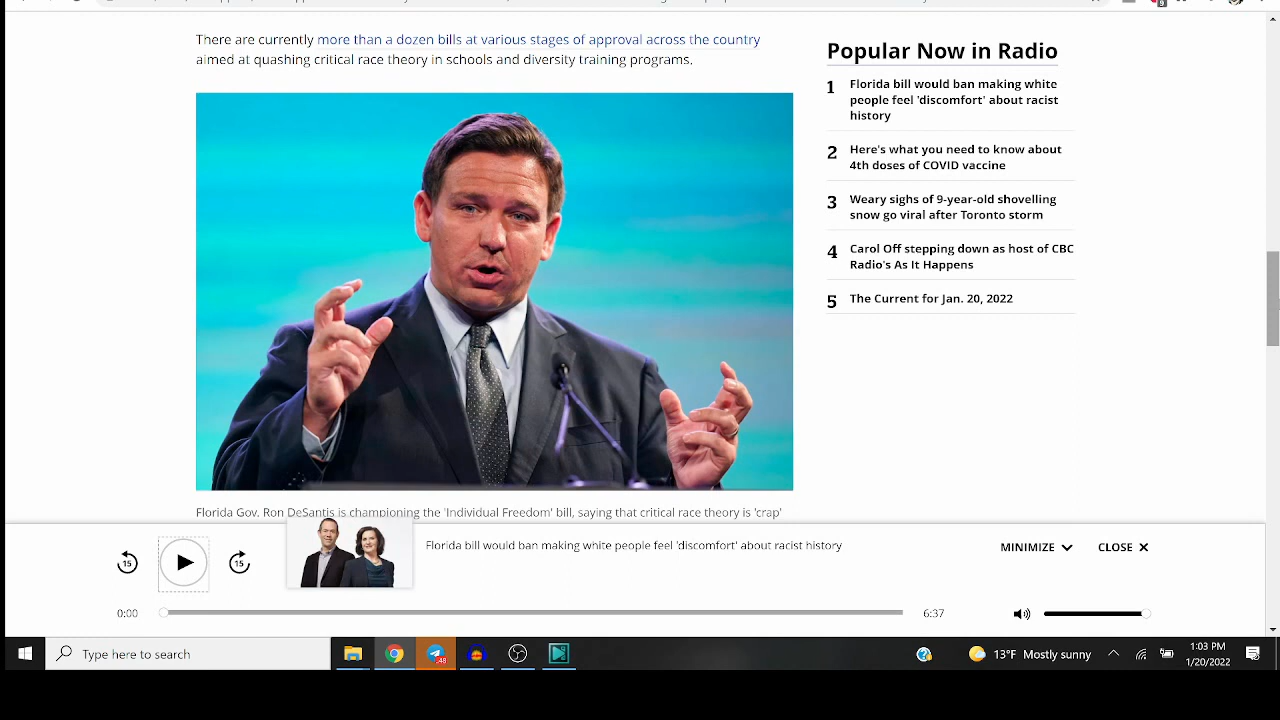 There are currently more than a dozen bills at various stages of approval across the country
aimed at quashing critical race theory in schools and diversity training programs.
Popular Now in Radio
1 Florida bill would ban making white
people feel 'discomfort' about racist
history
2 Here's what you need to know about
4th doses of COVID vaccine
3 Weary sighs of 9-year-old shovelling
snow go viral after Toronto storm
4 Carol Off stepping down as host of CBC
Radio's As It Happens
5 The Current for Jan. 20, 2022
Florida Gov. Ron DeSantis is championing the 'Individual Freedom' bill, saying that critical race theory is 'crap'
15
15
Florida bill would ban making white people feel 'discomfort' about racist history
MINIMIZE
CLOSE
0:00
6:37
Type here to search
48
13°F Mostly sunny
1:03 PM
1/20/2022